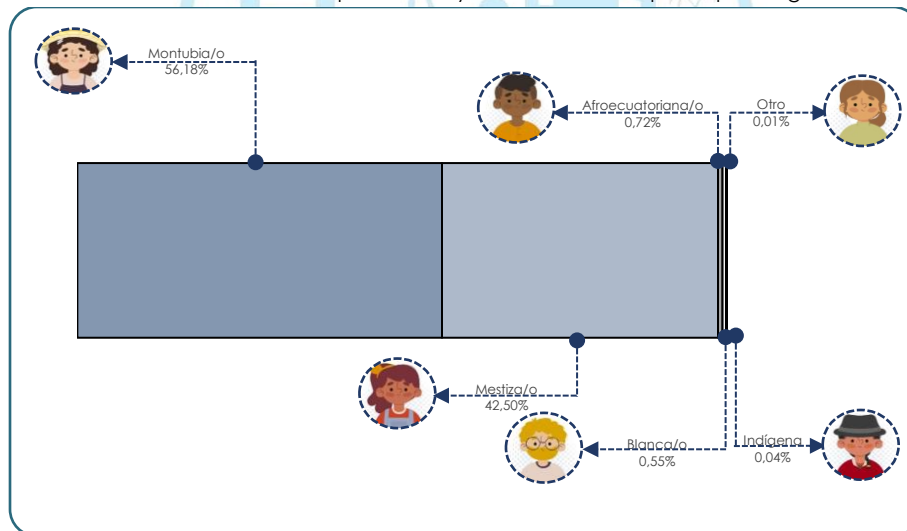 Montubia/o
56,18%
Afroecuatoriana/o
0,72%
Otro
0,01%
Mestiza/o
42,50%
Blanca/o
0,55%
Indígena
0,04%